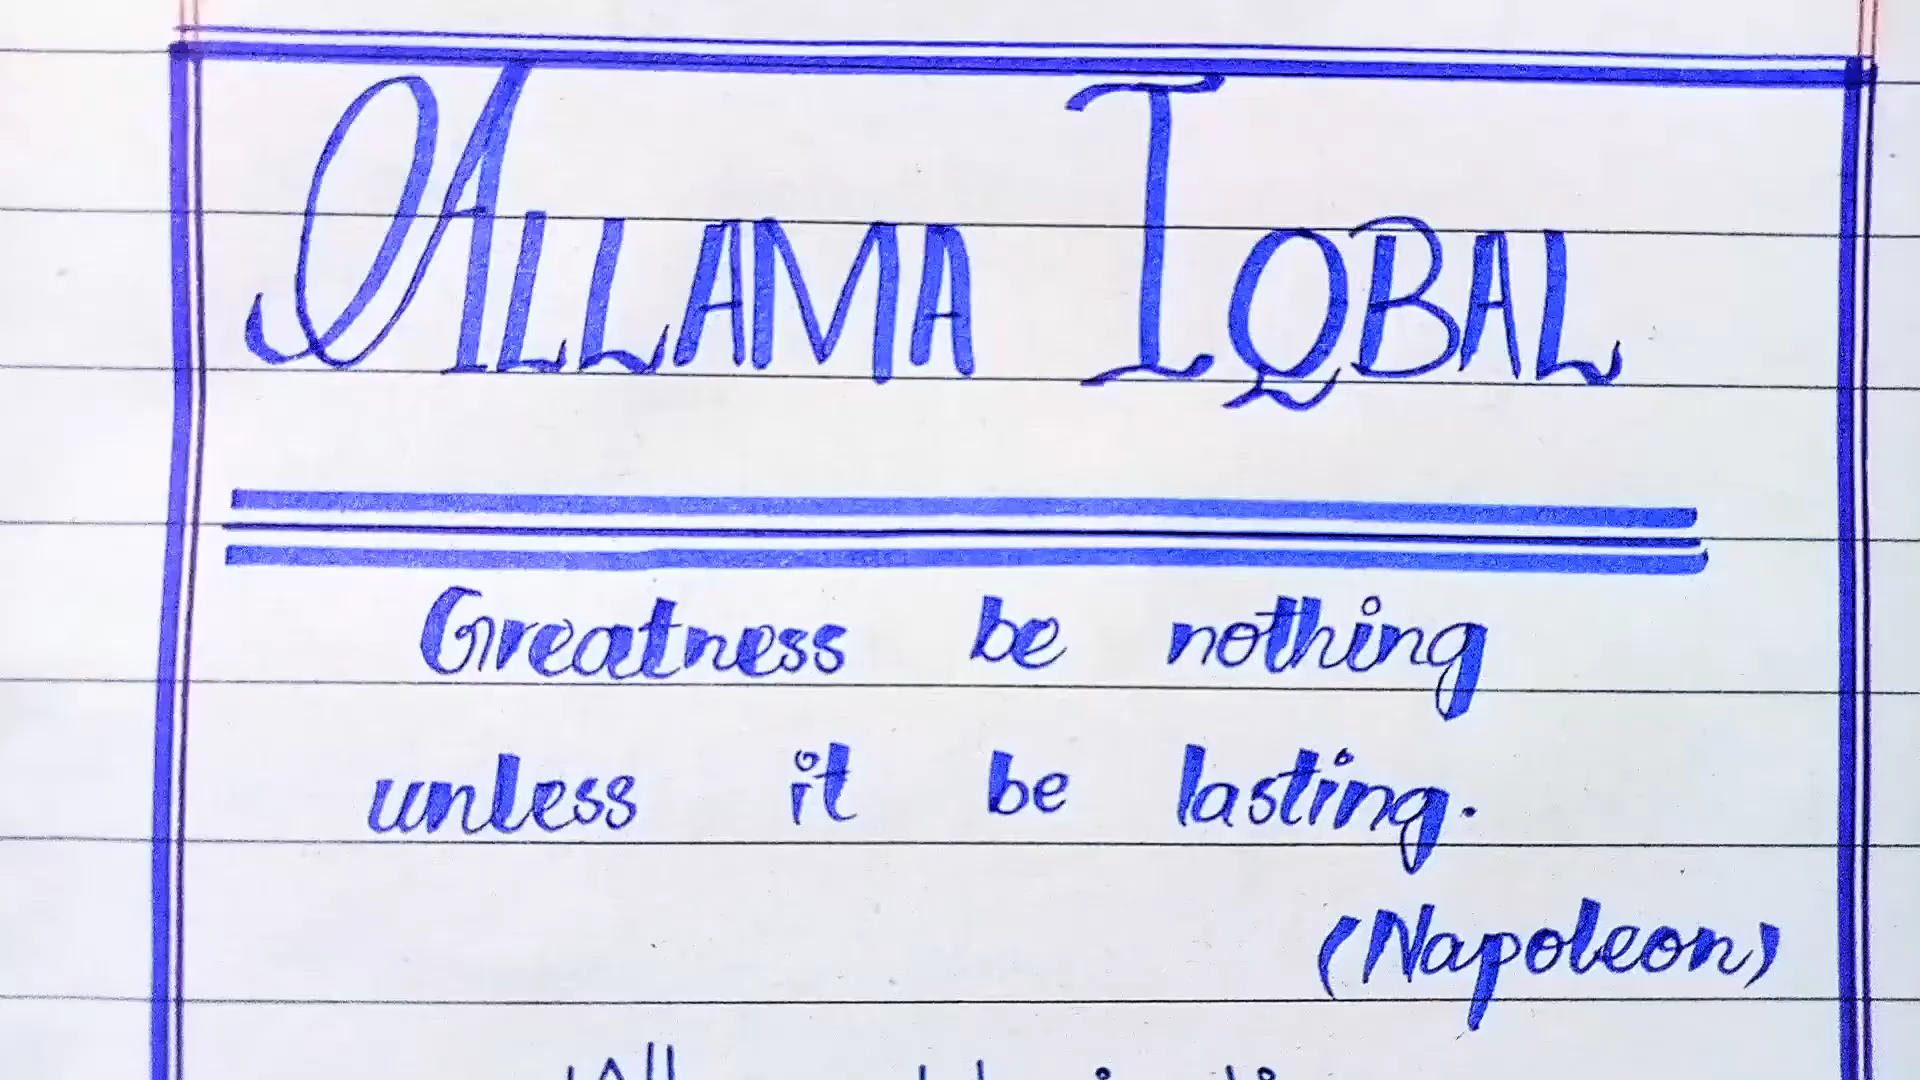 ALLAMA IQBAL
Greatness be nothing
unless it be lasting.
(Napoleon)